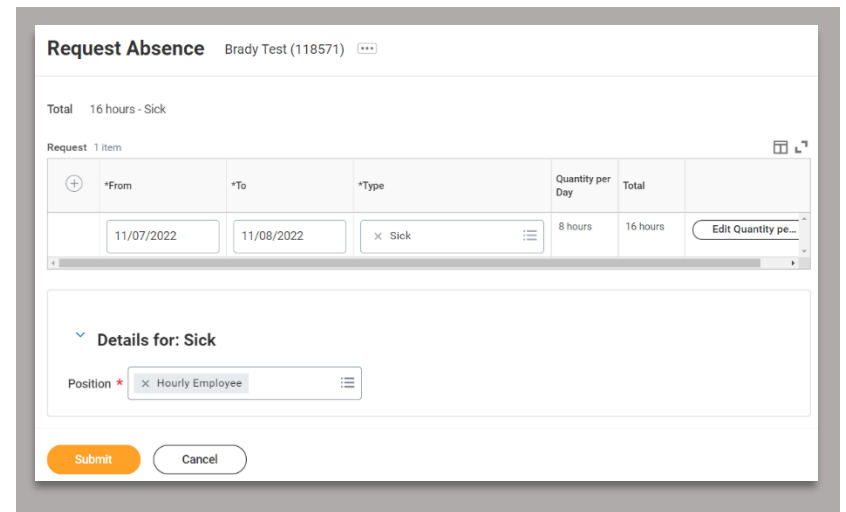 Request Absence Brady Test (118571)
Total 16 hours - Sick
Request 1 item
*From *To *Type Quantity per Day Total
11/07/2022 11/08/2022 × Sick 8 hours 16 hours Edit Quantity pe...
Details for: Sick
Position * × Hourly Employee
Submit Cancel